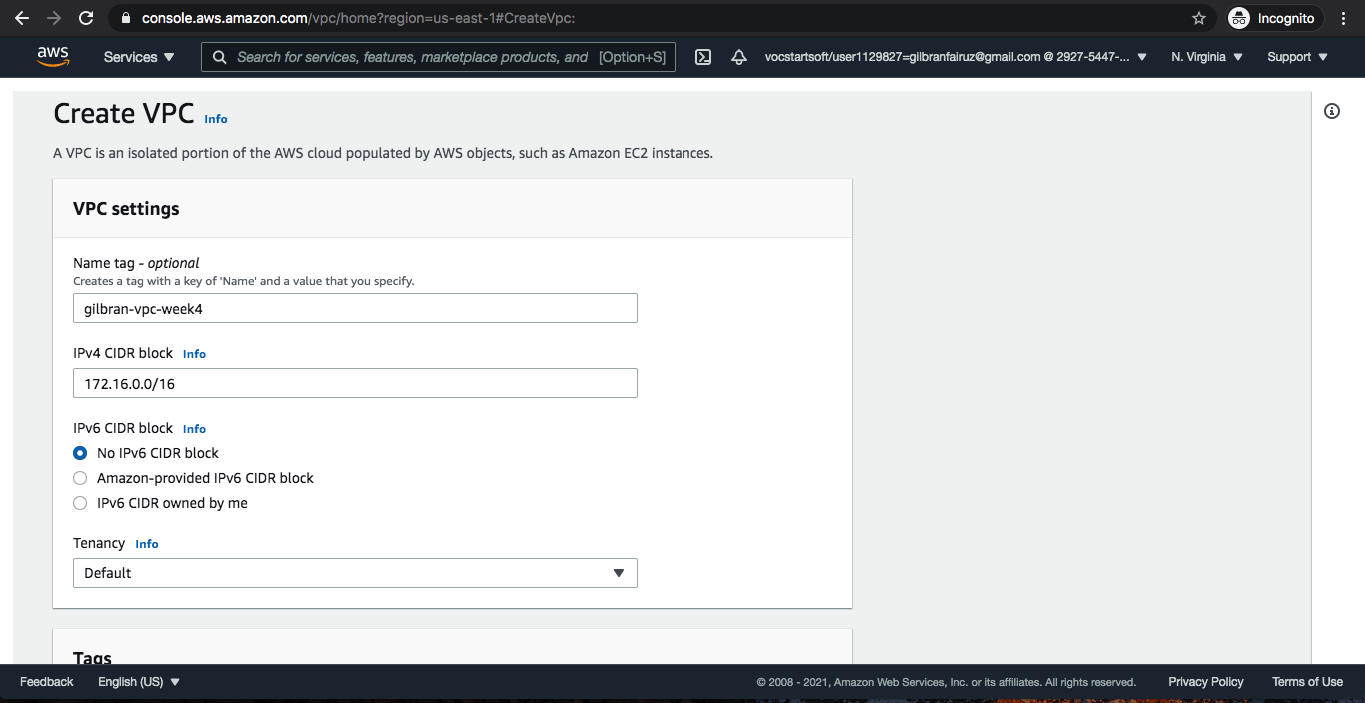 console.aws.amazon.com/vpc/home?region=us-east-1#CreateVpc:
Incognito
aws
Services
Search for services, features, marketplace products, and [Option+S]
vocstartsoft/user1129827=gilbranfairuz@gmail.com @ 2927-5447-...
N. Virginia
Support
Create VPC Info
A VPC is an isolated portion of the AWS cloud populated by AWS objects, such as Amazon EC2 instances.
VPC settings
Name tag - optional
Creates a tag with a key of 'Name' and a value that you specify.
gilbran-vpc-week4
IPv4 CIDR block Info
172.16.0.0/16
IPv6 CIDR block Info
No IPv6 CIDR block
Amazon-provided IPv6 CIDR block
IPv6 CIDR owned by me
Tenancy Info
Default
Tags
Feedback
English (US)
© 2008 - 2021, Amazon Web Services, Inc. or its affiliates. All rights reserved.
Privacy Policy
Terms of Use